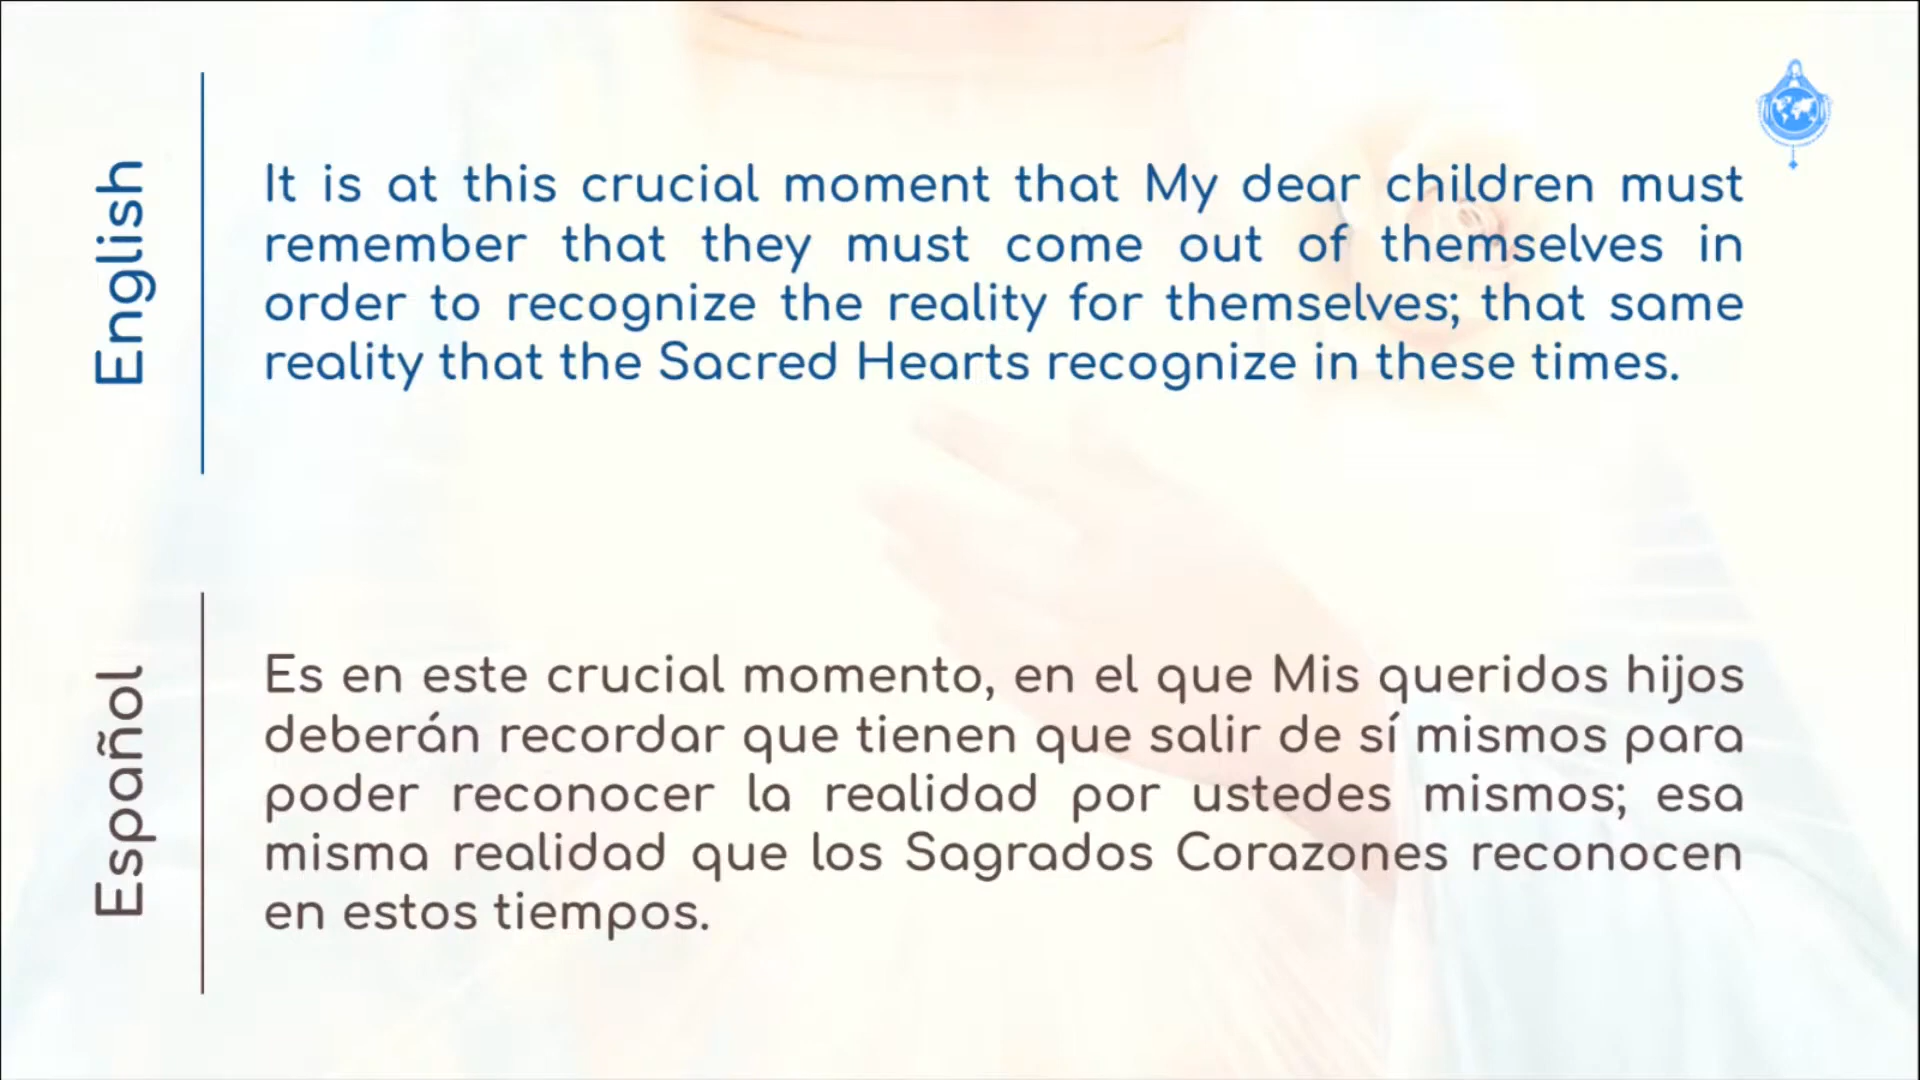 English
It is at this crucial moment that My dear children must
remember that they must come out of themselves in
order to recognize the reality for themselves; that same
reality that the Sacred Hearts recognize in these times.
Español
Es en este crucial momento, en el que Mis queridos hijos
deberán recordar que tienen que salir de sí mismos para
poder reconocer la realidad por ustedes mismos; esa
misma realidad que los Sagrados Corazones reconocen
en estos tiempos.